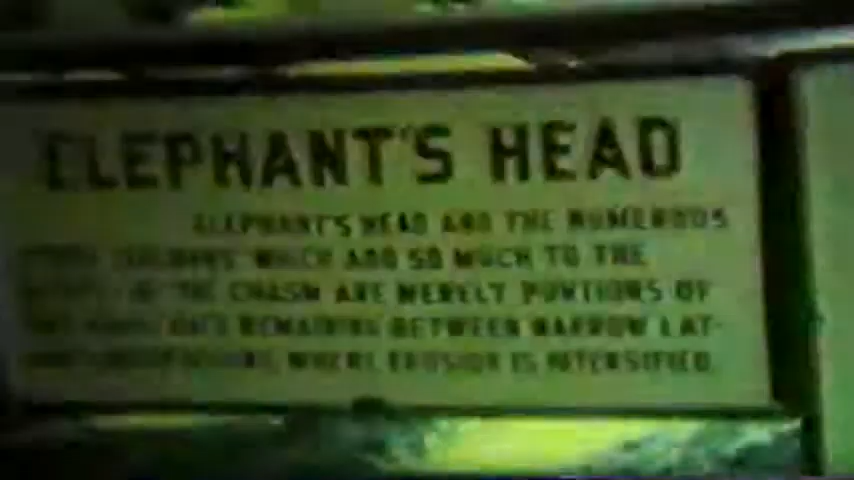 ELEPHANT'S HEAD
ELEPHANT'S HEAD AND THE NUMEROUS
WHICH ADD SO MUCH TO THE
OF THE CHASM ARE MERELY PORTIONS OF
REMAINING BETWEEN NARROW LAT-
WHERE EROSION IS INTENSIFIED.